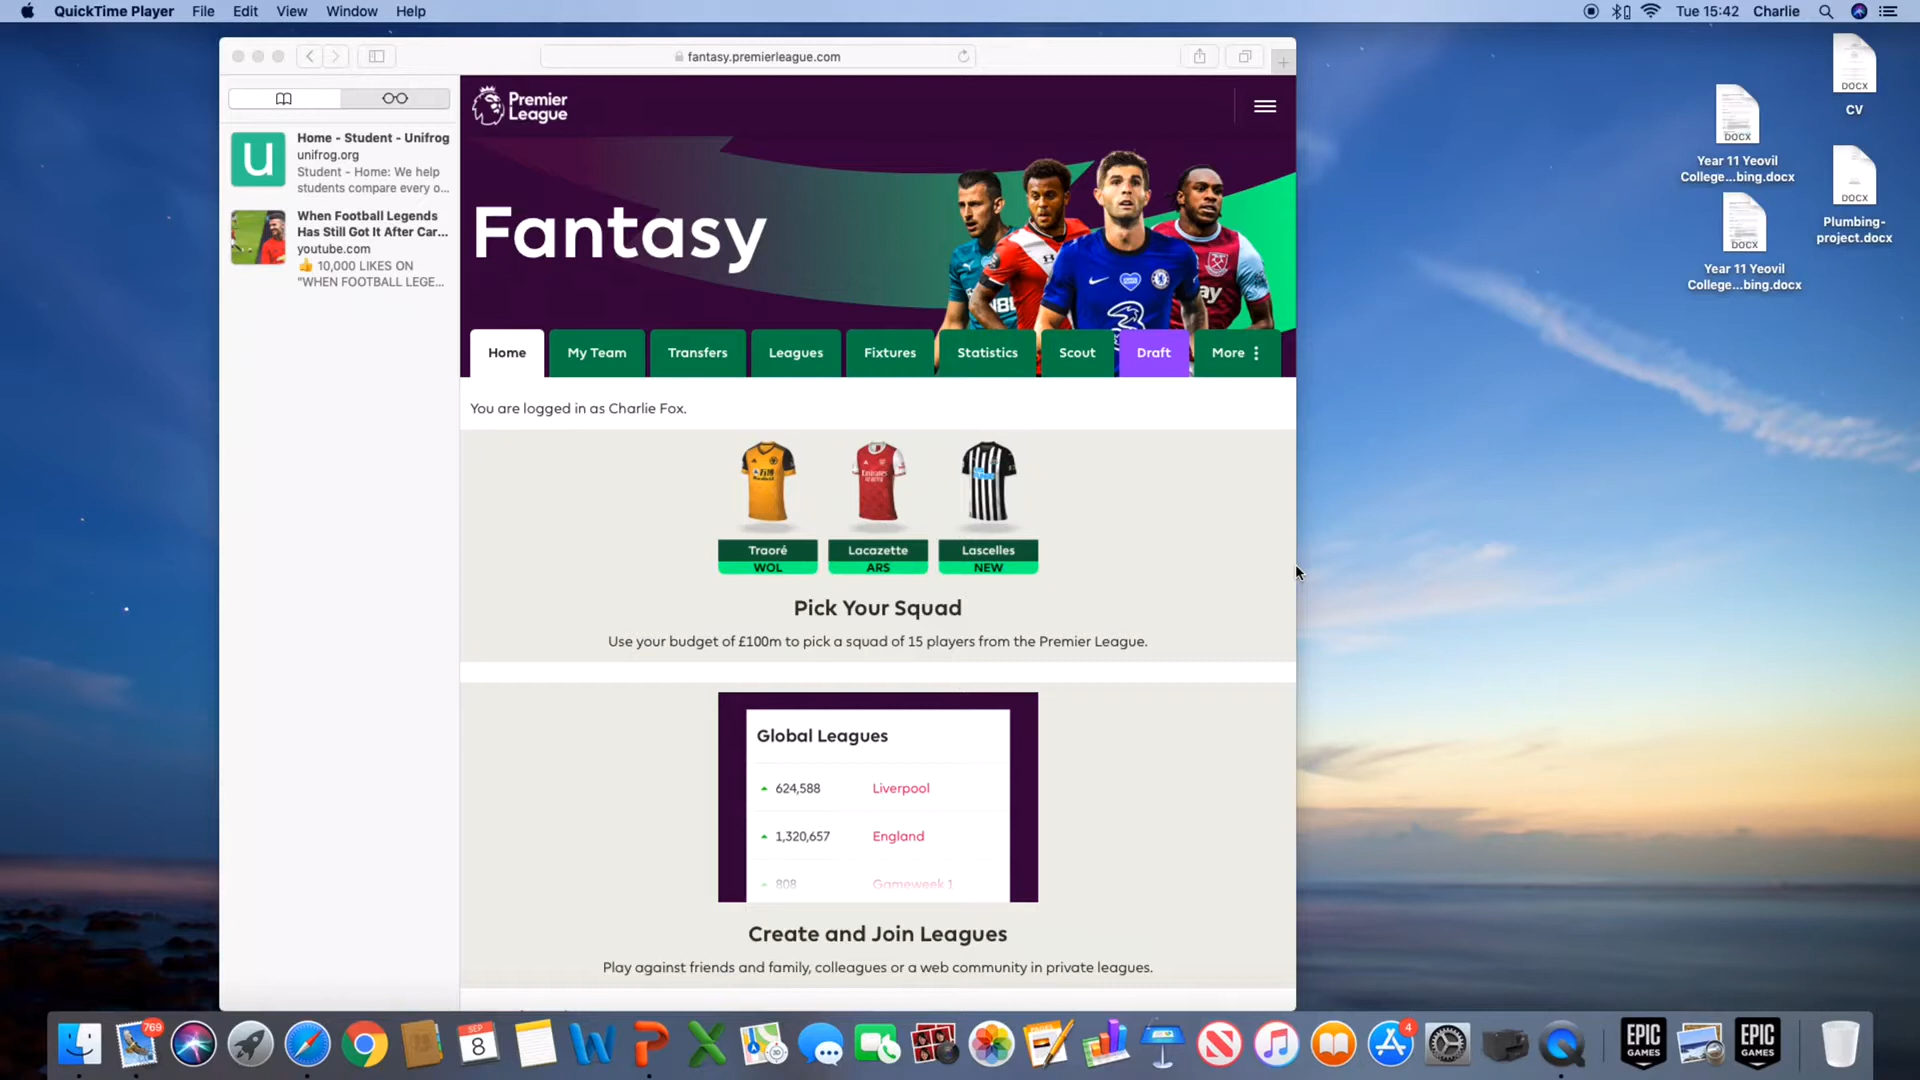 QuickTime Player File Edit View Window Help
Tue 15:42 Charlie
fantasy.premierleague.com
Home - Student - Unifrog
unifrog.org
Student - Home: We help
students compare every o...
When Football Legends
Has Still Got It After Car...
youtube.com
👍 10,000 LIKES ON
"WHEN FOOTBALL LEGE...
Premier
League
Fantasy
Home My Team Transfers Leagues Fixtures Statistics Scout Draft More
You are logged in as Charlie Fox.
Traoré Lacazette Lascelles
WOL ARS NEW
Pick Your Squad
Use your budget of £100m to pick a squad of 15 players from the Premier League.
Global Leagues
624,588 Liverpool
1,320,657 England
808 Gameweek 1
Create and Join Leagues
Play against friends and family, colleagues or a web community in private leagues.
DOCX
CV
DOCX
Year 11 Yeovil
College...bing.docx
DOCX
Plumbing-
project.docx
DOCX
Year 11 Yeovil
College...bing.docx
769
SEP
8
4
EPIC
GAMES
EPIC
GAMES